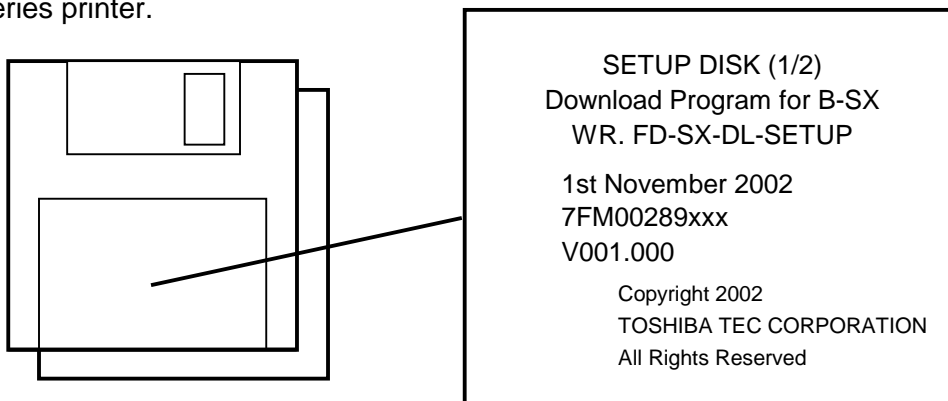 eries printer.
SETUP DISK (1/2)
Download Program for B-SX
WR. FD-SX-DL-SETUP
1st November 2002
7FM00289xxx
V001.000
Copyright 2002
TOSHIBA TEC CORPORATION
All Rights Reserved